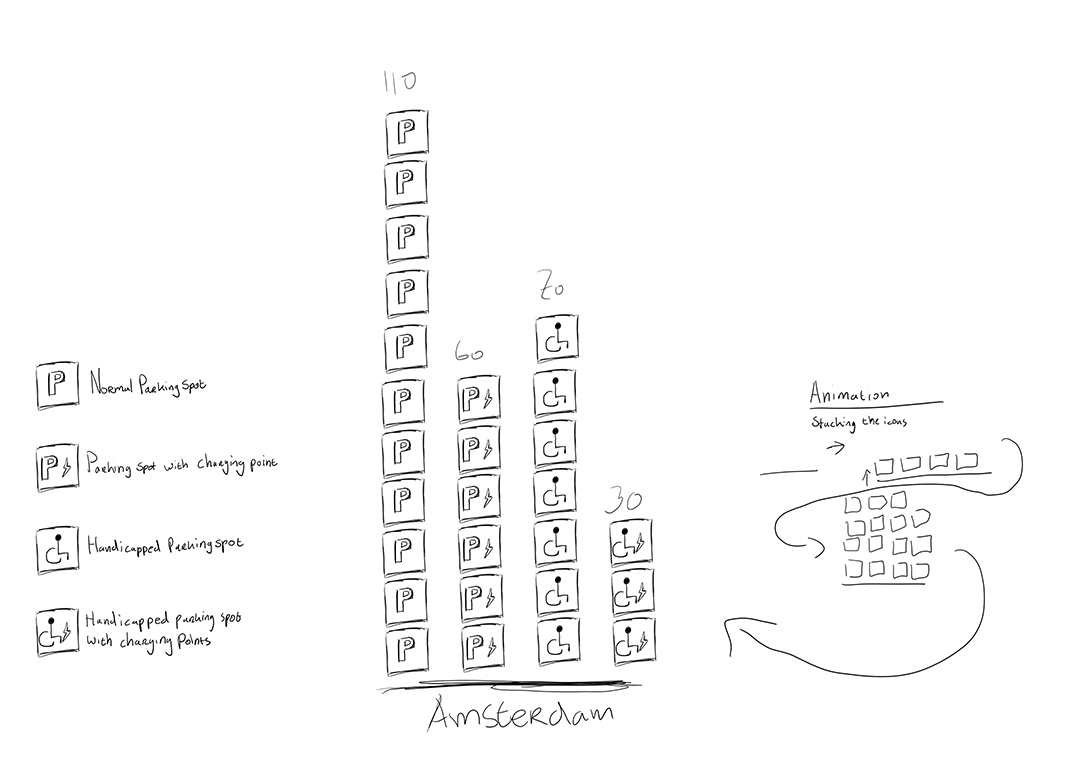 110
P
P
P
P
P
P
P
P
P
P
P
60
P
P
P
P
P
P
70
30
Amsterdam
P Normal Parking spot
P Parking spot with charging point
Handicapped Parking spot
Handicapped parking spot
with charging Points
Animation
Stacking the icons